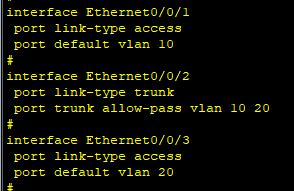 interface Ethernet0/0/1
port link-type access
port default vlan 10
#
interface Ethernet0/0/2
port link-type trunk
port trunk allow-pass vlan 10 20
#
interface Ethernet0/0/3
port link-type access
port default vlan 20
#